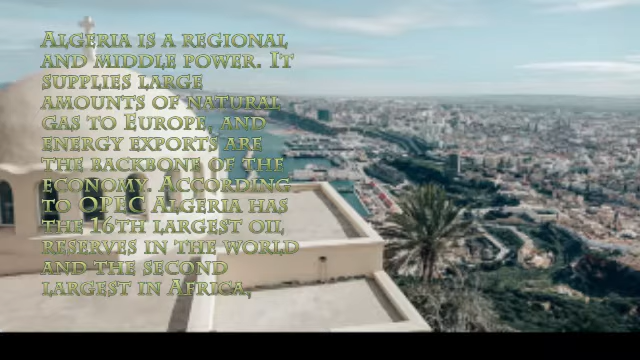 Algeria is a regional
and middle power. It
supplies large
amounts of natural
gas to Europe, and
energy exports are
the backbone of the
economy. According
to OPEC Algeria has
the 16th largest oil
reserves in the world
and the second
largest in Africa,